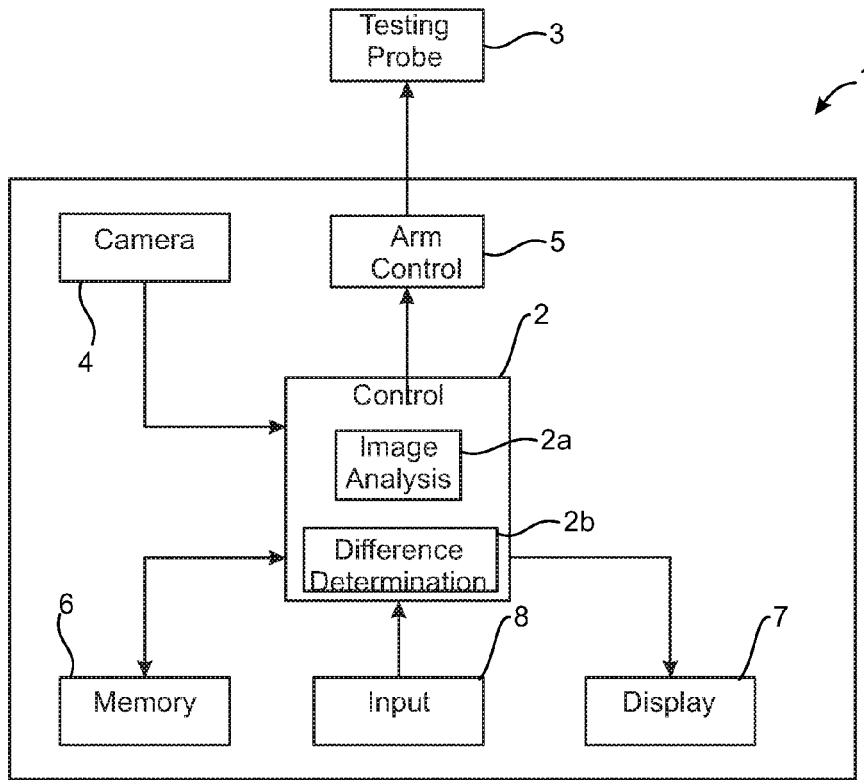 Testing
Probe
3
Camera
4
Arm
Control
5
2
Control
Image
Analysis
2a
2b
Difference
Determination
6
Memory
8
Input
7
Display